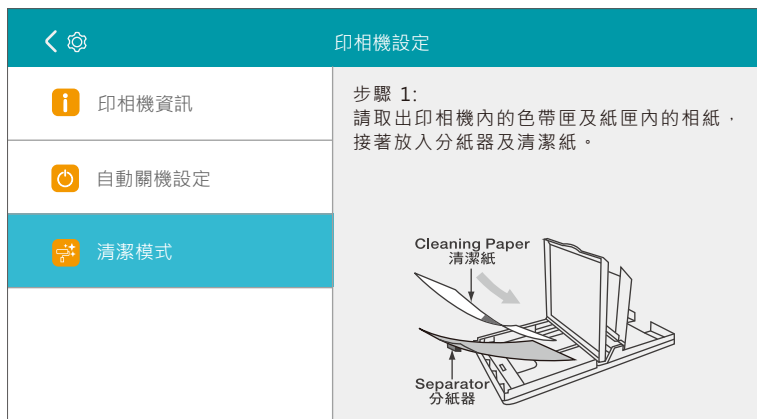 印相機設定
印相機資訊
自動關機設定
清潔模式
步驟 1:
請取出印相機內的色帶匣及紙匣內的相紙，
接著放入分紙器及清潔紙。
Cleaning Paper
清潔紙
Separator
分紙器